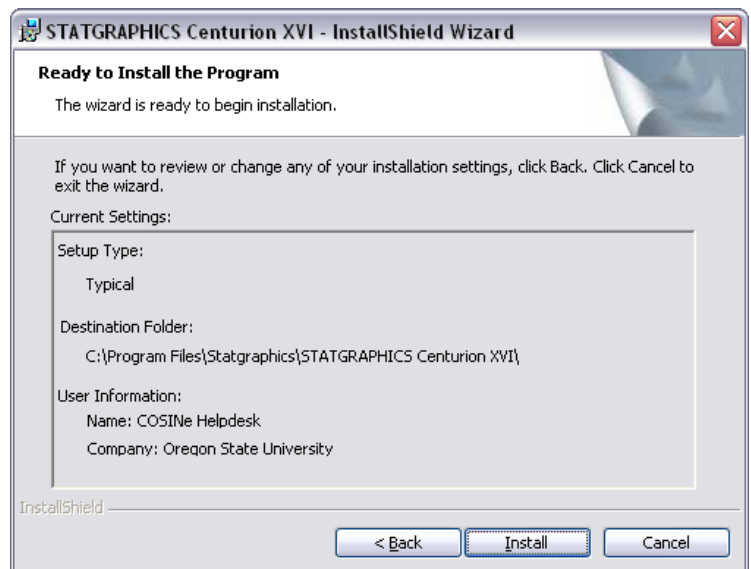 STATGRAPHICS Centurion XVI - InstallShield Wizard
Ready to Install the Program
The wizard is ready to begin installation.
If you want to review or change any of your installation settings, click Back. Click Cancel to
exit the wizard.
Current Settings:
Setup Type:
Typical
Destination Folder:
C:\Program Files\Statgraphics\STATGRAPHICS Centurion XVI\
User Information:
Name: COSINe Helpdesk
Company: Oregon State University
InstallShield
< Back
Install
Cancel